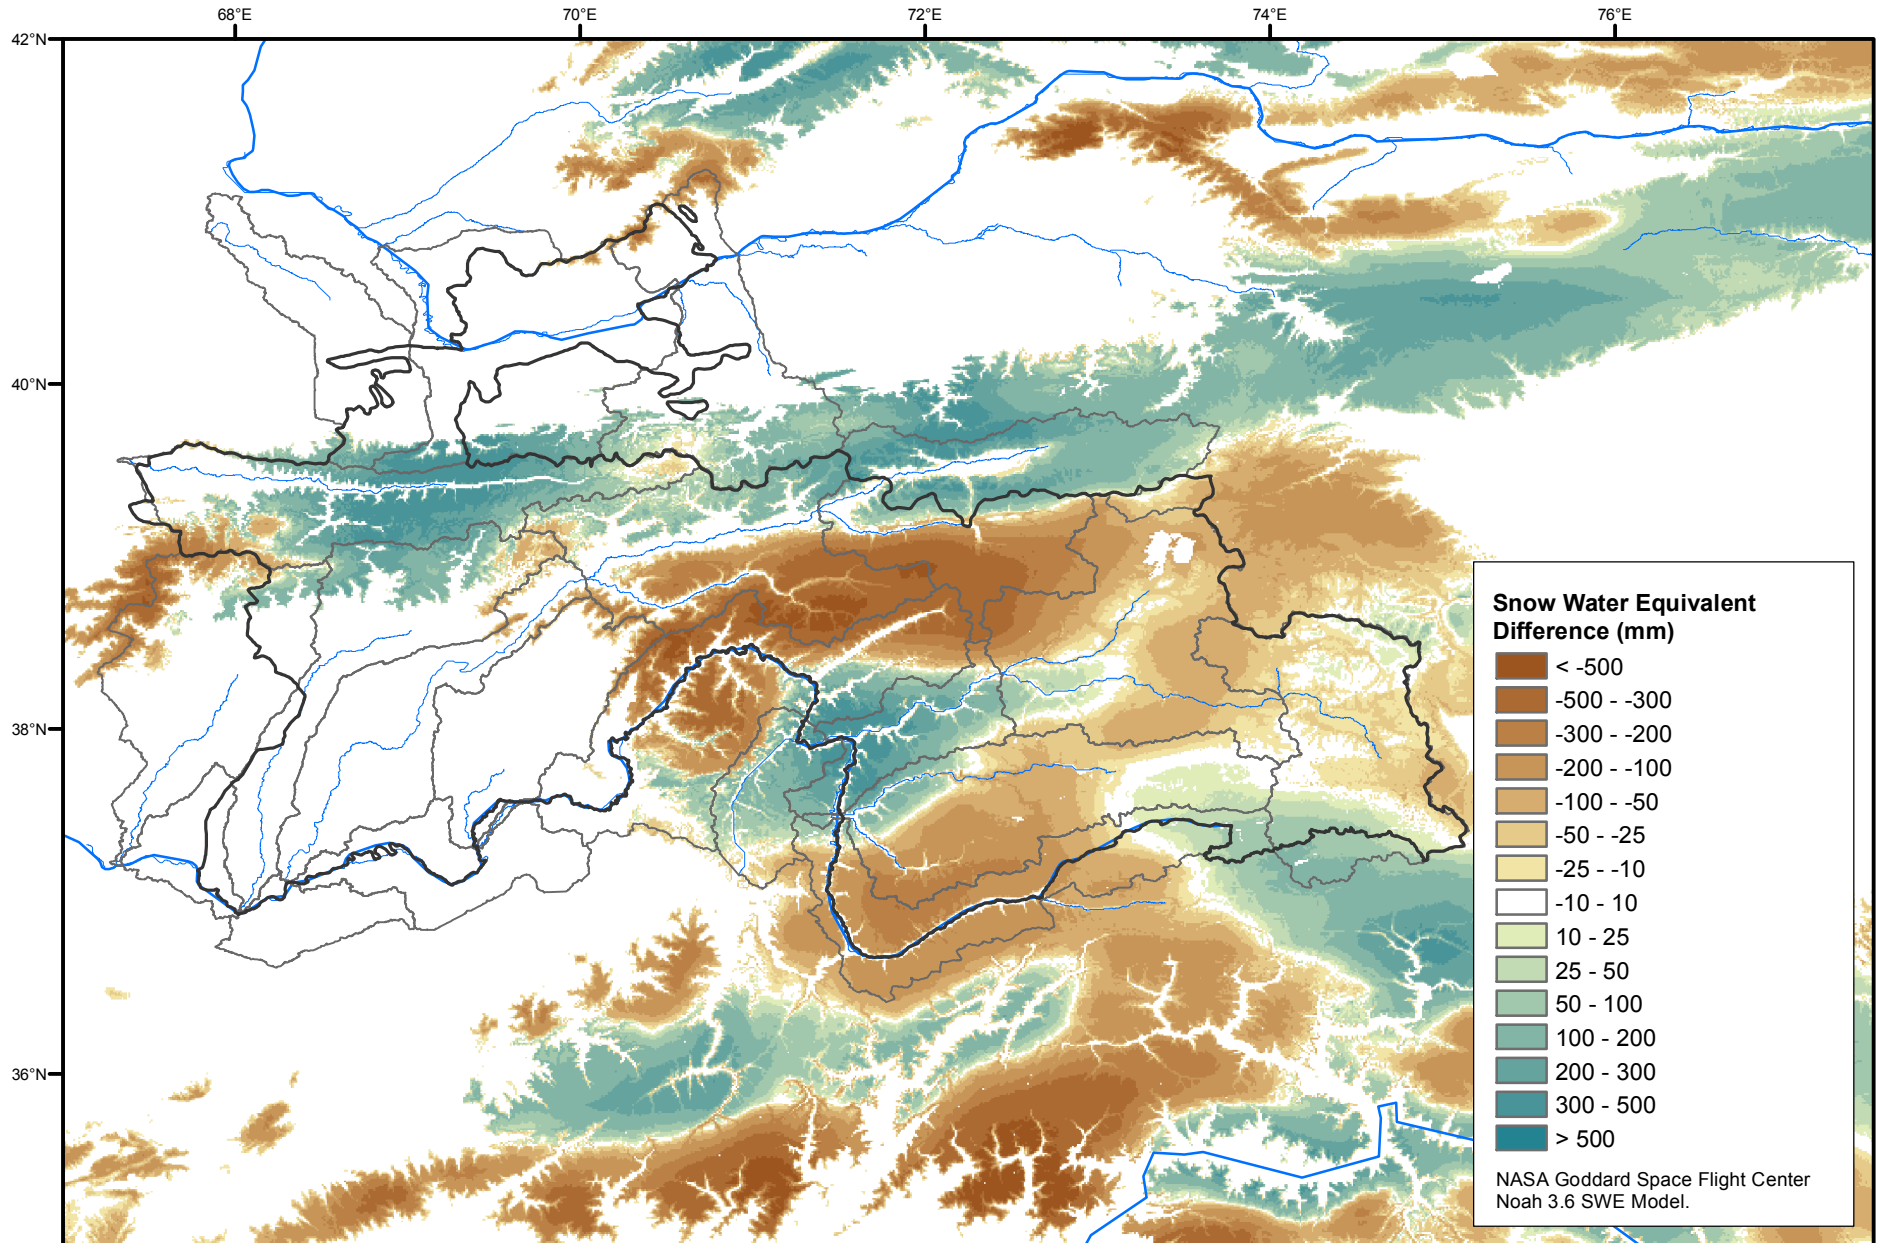 68°E
70°E
72°E
74°E
76°E
42°N
40°N
38°N
36°N
Snow Water Equivalent
Difference (mm)
< -500
-500 - -300
-300 - -200
-200 - -100
-100 - -50
-50 - -25
-25 - -10
-10 - 10
10 - 25
25 - 50
50 - 100
100 - 200
200 - 300
300 - 500
> 500
NASA Goddard Space Flight Center
Noah 3.6 SWE Model.